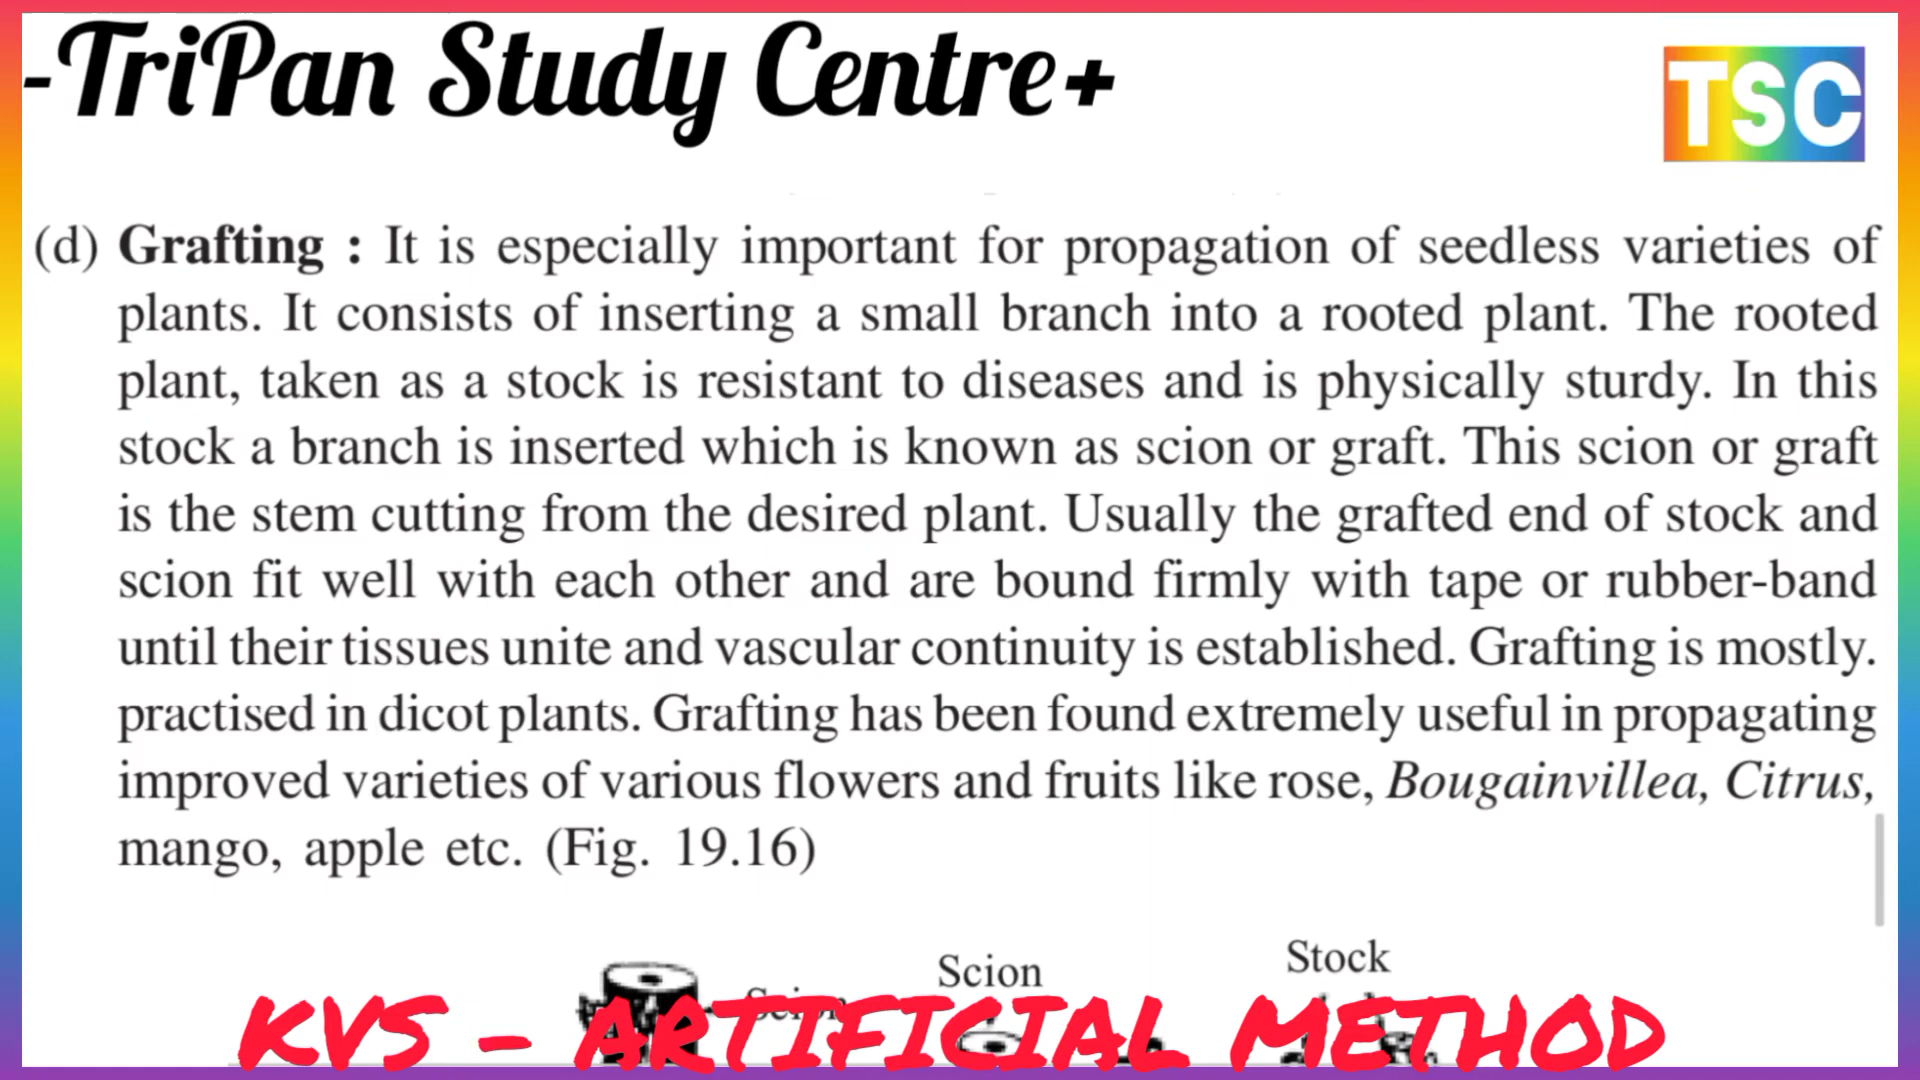 -TriPan Study Centre+
TSC
(d) Grafting : It is especially important for propagation of seedless varieties of
plants. It consists of inserting a small branch into a rooted plant. The rooted
plant, taken as a stock is resistant to diseases and is physically sturdy. In this
stock a branch is inserted which is known as scion or graft. This scion or graft
is the stem cutting from the desired plant. Usually the grafted end of stock and
scion fit well with each other and are bound firmly with tape or rubber-band
until their tissues unite and vascular continuity is established. Grafting is mostly.
practised in dicot plants. Grafting has been found extremely useful in propagating
improved varieties of various flowers and fruits like rose, Bougainvillea, Citrus,
mango, apple etc. (Fig. 19.16)
Stock
Scion
Scion
KVS - ARTIFICIAL METHOD